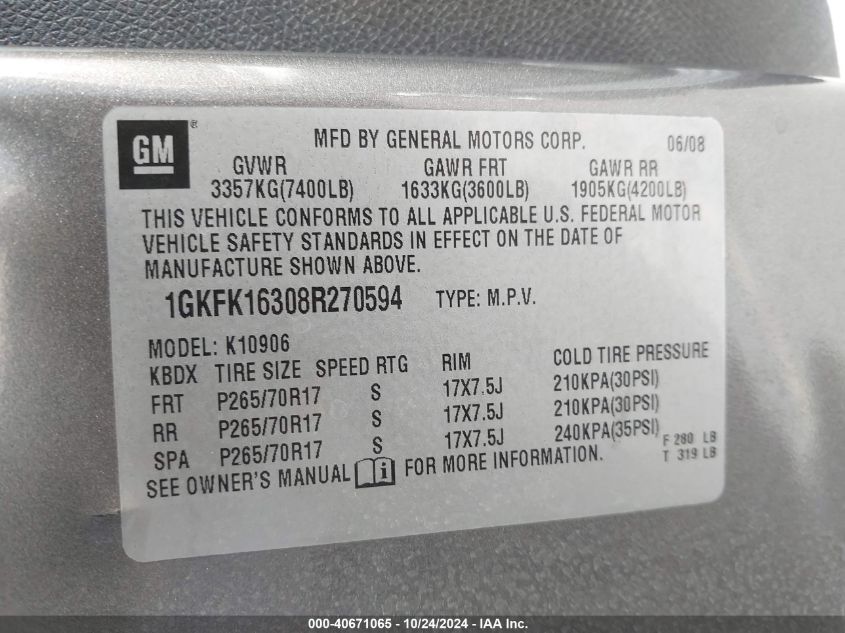 GM ®
MFD BY GENERAL MOTORS CORP. 06/08
GVWR GAWR FRT GAWR RR
3357KG(7400LB) 1633KG(3600LB) 1905KG(4200LB)
THIS VEHICLE CONFORMS TO ALL APPLICABLE U.S. FEDERAL MOTOR
VEHICLE SAFETY STANDARDS IN EFFECT ON THE DATE OF
MANUFACTURE SHOWN ABOVE.
1GKFK16308R270594 TYPE: M.P.V.
MODEL: K10906
KBDX TIRE SIZE SPEED RTG RIM COLD TIRE PRESSURE
FRT P265/70R17 S 17X7.5J 210KPA(30PSI)
RR P265/70R17 S 17X7.5J 210KPA(30PSI)
SPA P265/70R17 S 17X7.5J 240KPA(35PSI) F 280 LB
T 319 LB
SEE OWNER'S MANUAL i FOR MORE INFORMATION.
000-40671065 - 10/24/2024 - IAA Inc.